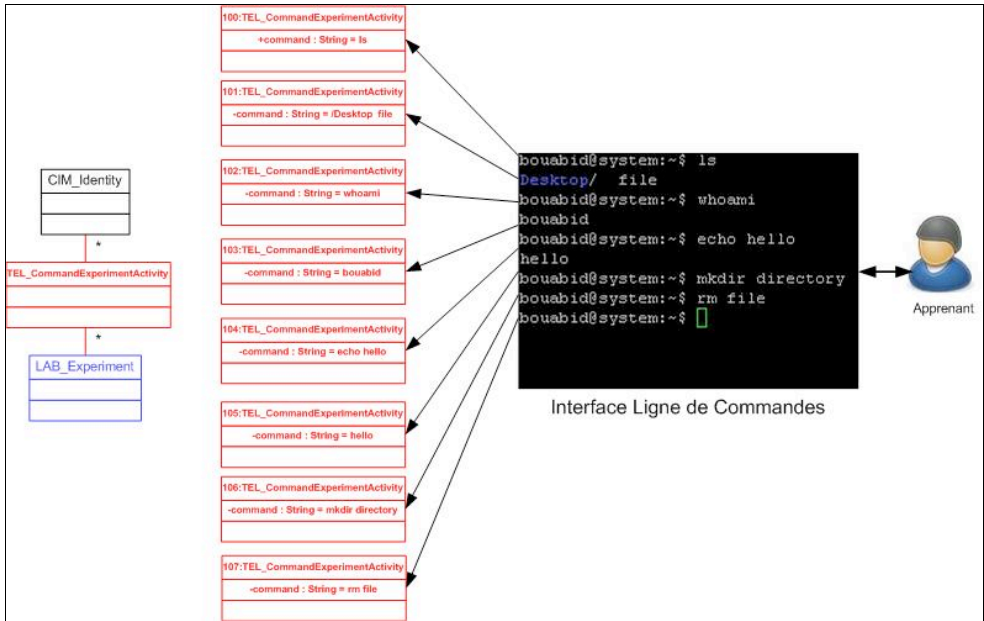 CIM_Identity
*
TEL_CommandExperimentActivity
*
LAB_Experiment
100:TEL_CommandExperimentActivity
+command : String = ls
101:TEL_CommandExperimentActivity
-command : String = /Desktop file
102:TEL_CommandExperimentActivity
-command : String = whoami
103:TEL_CommandExperimentActivity
-command : String = bouabid
104:TEL_CommandExperimentActivity
-command : String = echo hello
105:TEL_CommandExperimentActivity
-command : String = hello
106:TEL_CommandExperimentActivity
-command : String = mkdir directory
107:TEL_CommandExperimentActivity
-command : String = rm file
bouabid@system:~$ ls
Desktop/ file
bouabid@system:~$ whoami
bouabid
bouabid@system:~$ echo hello
hello
bouabid@system:~$ mkdir directory
bouabid@system:~$ rm file
bouabid@system:~$
Interface Ligne de Commandes
Apprenant